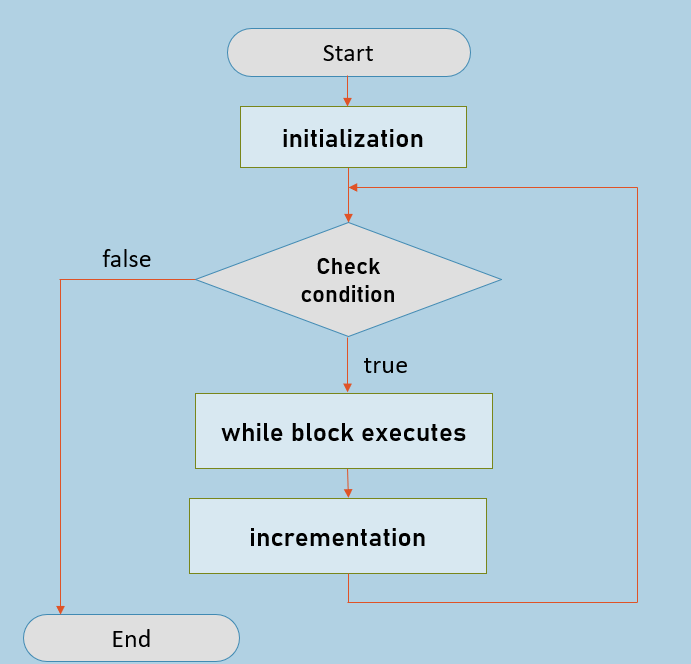 Start
initialization
Check
condition
false
true
while block executes
incrementation
End